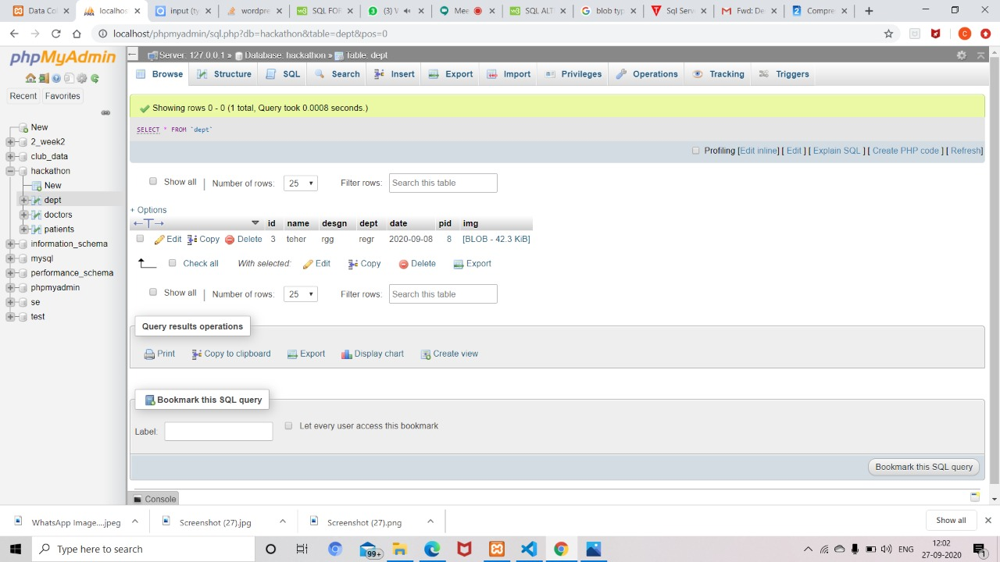 Data Col
localhos
input (ty
wordpre
SQL FOR
(3) V
Mee
SQL ALT
blob typ
Sql Serv
Fwd: De
Compre
localhost/phpmyadmin/sql.php?db=hackathon&table=dept&pos=0
phpMyAdmin
Recent Favorites
New
2_week2
club_data
hackathon
New
dept
doctors
patients
information_schema
mysql
performance_schema
phpmyadmin
se
test
Server: 127.0.0.1 » Database: hackathon » Table: dept
Browse Structure SQL Search Insert Export Import Privileges Operations Tracking Triggers
Showing rows 0 - 0 (1 total, Query took 0.0008 seconds.)
SELECT * FROM `dept`
Profiling [Edit inline] [ Edit ] [ Explain SQL ] [ Create PHP code ] [ Refresh]
Show all | Number of rows: 25 Filter rows: Search this table
+ Options
←T→ id name desgn dept date pid img
Edit Copy Delete 3 teher rgg regr 2020-09-08 8 [BLOB - 42.3 KiB]
Check all With selected: Edit Copy Delete Export
Show all | Number of rows: 25 Filter rows: Search this table
Query results operations
Print Copy to clipboard Export Display chart Create view
Bookmark this SQL query
Label: Let every user access this bookmark
Bookmark this SQL query
Console
WhatsApp Image....jpeg Screenshot (27).jpg Screenshot (27).png Show all
Type here to search
99+
ENG
12:02
27-09-2020
1